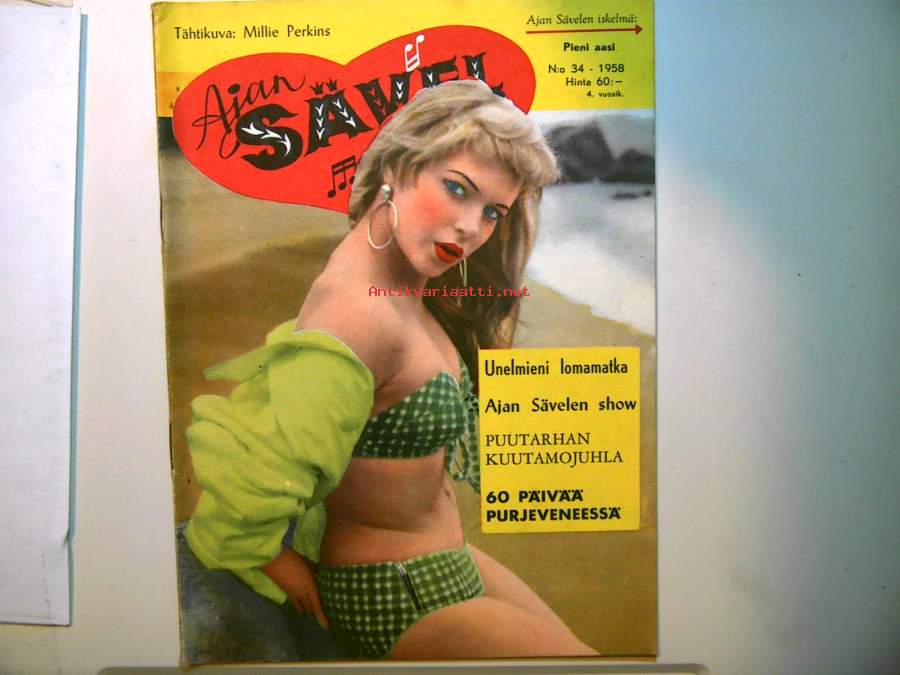 Tähtikuva: Millie Perkins
Ajan Sävelen iskelmä:
Pieni aasi
N:o 34 - 1958
Hinta 60:-
4. vuosik.
Ajan
SÄVEL
Antikvariaatti.net
Unelmieni lomamatka
Ajan Sävelen show
PUUTARHAN
KUUTAMOJUHLA
60 PÄIVÄÄ
PURJEVENEESSÄ